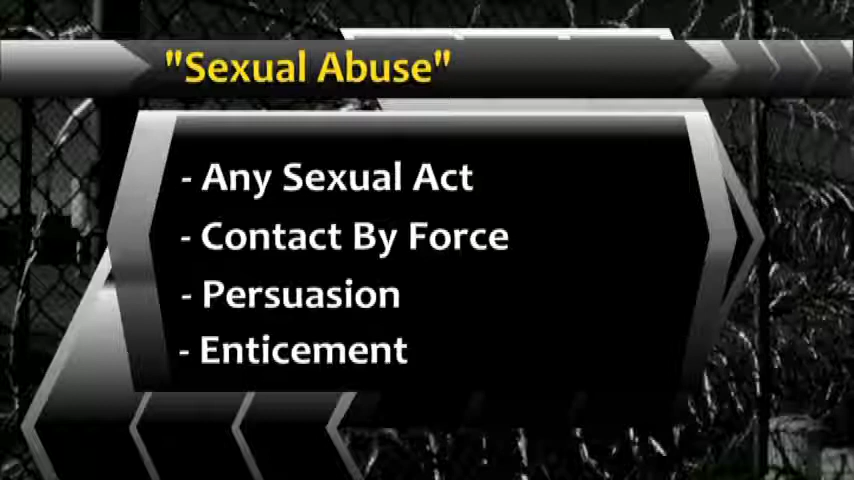 "Sexual Abuse"
- Any Sexual Act
- Contact By Force
- Persuasion
- Enticement